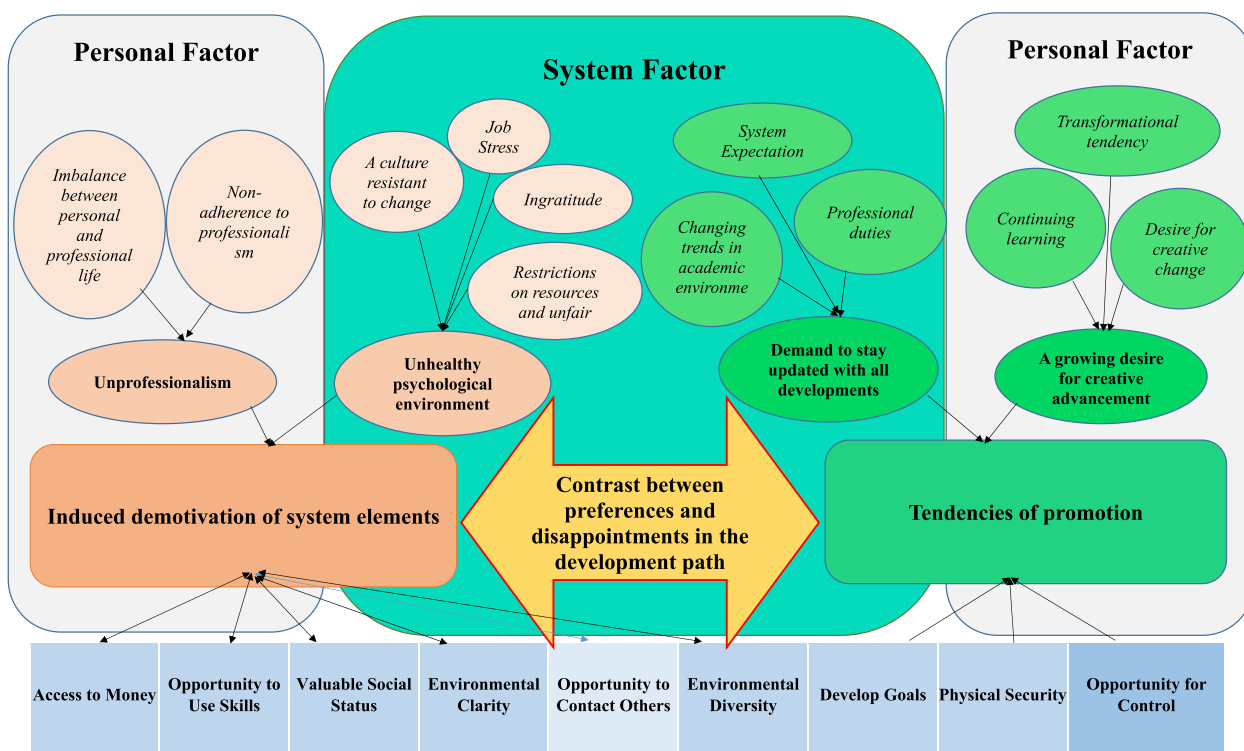 Personal Factor
System Factor
Personal Factor
Imbalance
between
personal
and
professional
life
Non-
adherence to
professionali
sm
A culture
resistant
to change
Job
Stress
Ingratitude
Restrictions
on resources
and unfair
System
Expectation
Changing
trends in
academic
environme
Professional
duties
Transformational
tendency
Continuing
learning
Desire for
creative
change
Unprofessionalism
Unhealthy
psychological
environment
Demand to stay
updated with all
developments
A growing desire
for creative
advancement
Induced demotivation of system elements
Contrast between
preferences and
disappointments in the
development path
Tendencies of promotion
Access to Money
Opportunity to
Use Skills
Valuable Social
Status
Environmental
Clarity
Opportunity to
Contact Others
Environmental
Diversity
Develop Goals
Physical Security
Opportunity for
Control